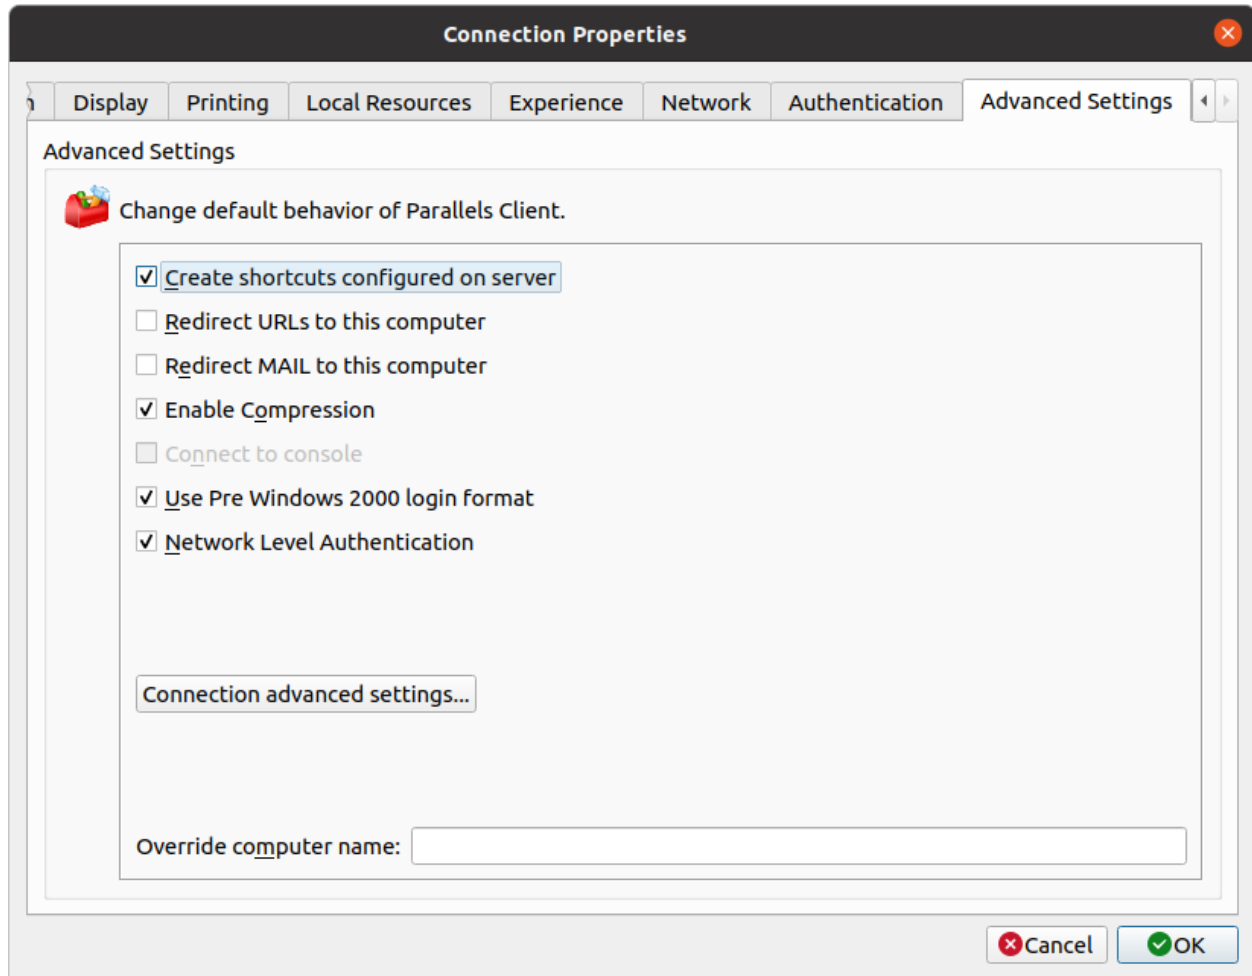 Connection Properties
Display Printing Local Resources Experience Network Authentication Advanced Settings
Advanced Settings
Change default behavior of Parallels Client.
Create shortcuts configured on server
Redirect URLs to this computer
Redirect MAIL to this computer
Enable Compression
Connect to console
Use Pre Windows 2000 login format
Network Level Authentication
Connection advanced settings...
Override computer name:
Cancel OK